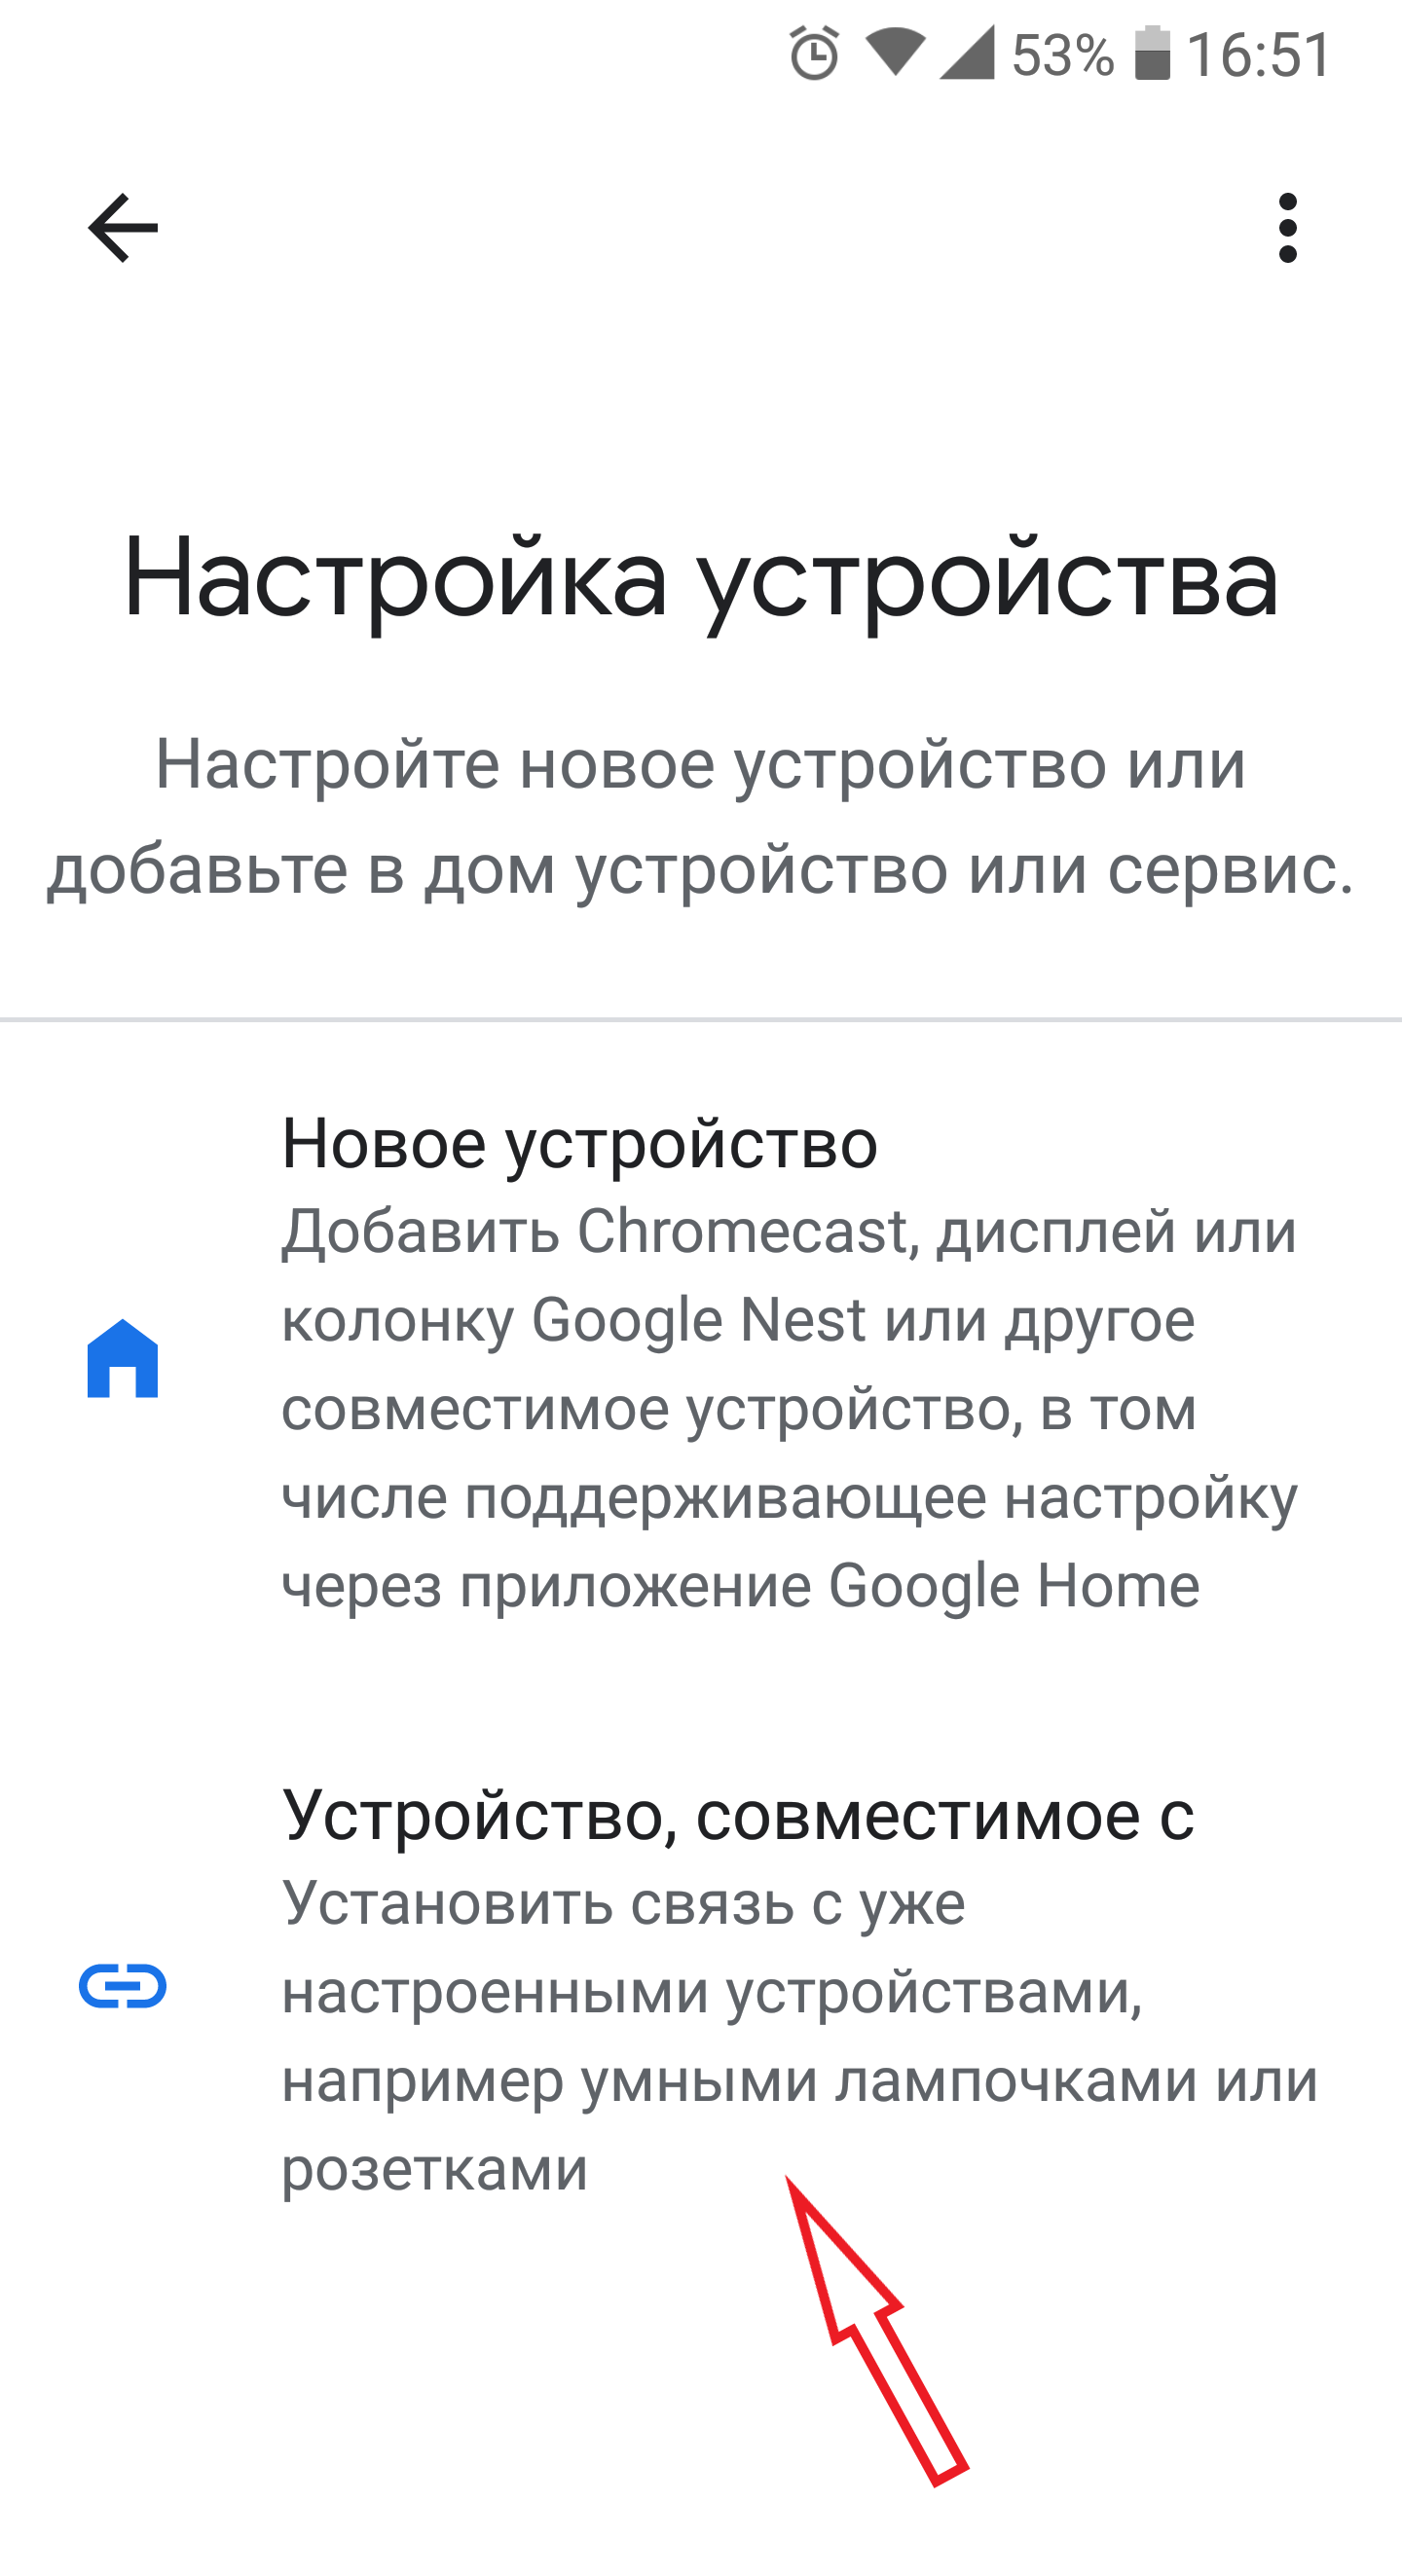 53% 16:51
Настройка устройства
Настройте новое устройство или
добавьте в дом устройство или сервис.
Новое устройство
Добавить Chromecast, дисплей или
колонку Google Nest или другое
совместимое устройство, в том
числе поддерживающее настройку
через приложение Google Home
Устройство, совместимое с
Установить связь с уже
настроенными устройствами,
например умными лампочками или
розетками